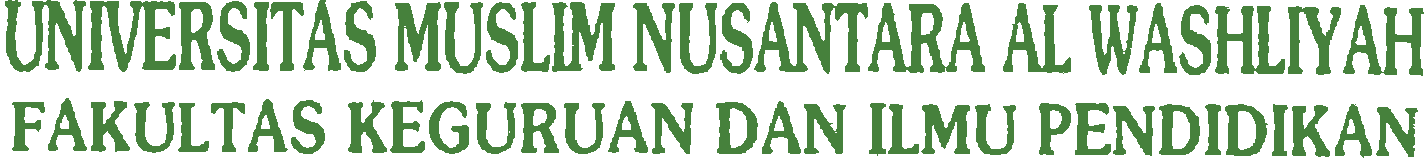 UNIVERSITAS MUSLIM NUSANTARA AL WASHLIYAH
FAKULTAS KEGURUAN DAN ILMU PENDIDIKAN